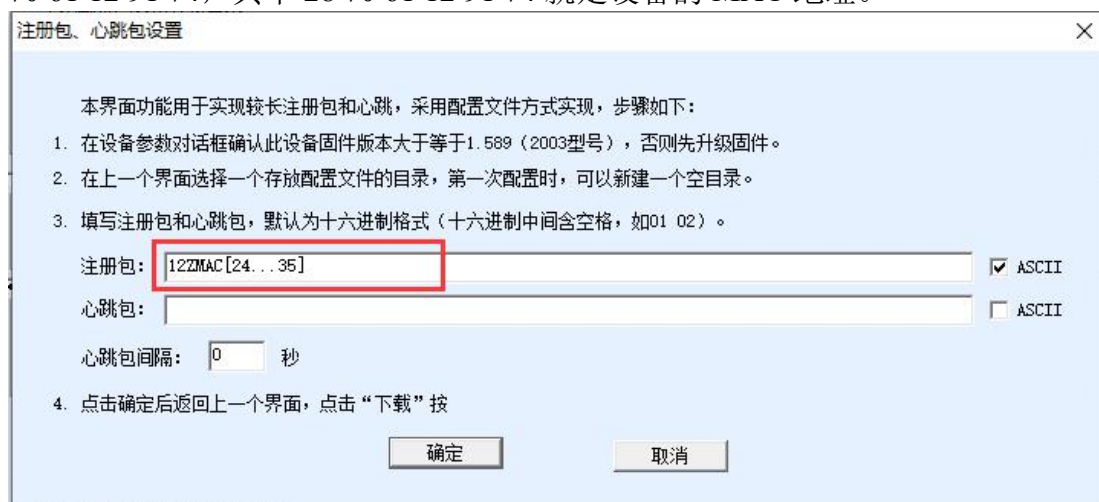 注册包、心跳包设置
本界面功能用于实现较长注册包和心跳,采用配置文件方式实现,步骤如下:
1. 在设备参数对话框确认此设备固件版本大于等于1.589(2003型号),否则先升级固件。
2. 在上一个界面选择一个存放配置文件的目录,第一次配置时,可以新建一个空目录。
3. 填写注册包和心跳包,默认为十六进制格式(十六进制中间含空格,如01 02)。
注册包: 12ZMAC[24...35] ASCII
心跳包: ASCII
心跳包间隔: 0 秒
4. 点击确定后返回上一个界面,点击“下载”按
确定 取消